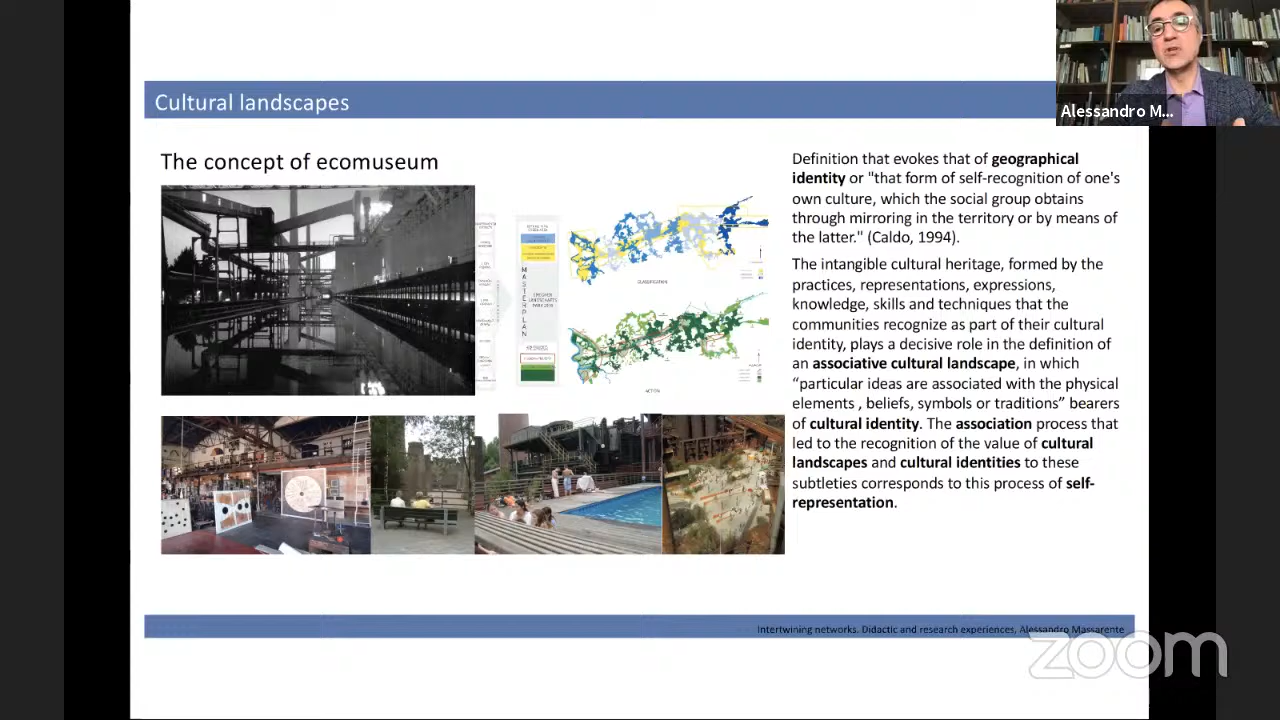 Cultural landscapes
Alessandro M...
The concept of ecomuseum
MASTERPLAN
Definition that evokes that of geographical
identity or "that form of self-recognition of one's
own culture, which the social group obtains
through mirroring in the territory or by means of
the latter." (Caldo, 1994).
The intangible cultural heritage, formed by the
practices, representations, expressions,
knowledge, skills and techniques that the
communities recognize as part of their cultural
identity, plays a decisive role in the definition of
an associative cultural landscape, in which
“particular ideas are associated with the physical
elements , beliefs, symbols or traditions” bearers
of cultural identity. The association process that
led to the recognition of the value of cultural
landscapes and cultural identities to these
subtleties corresponds to this process of self-
representation.
Intertwining networks. Didactic and research experiences, Alessandro Massarente
zoom